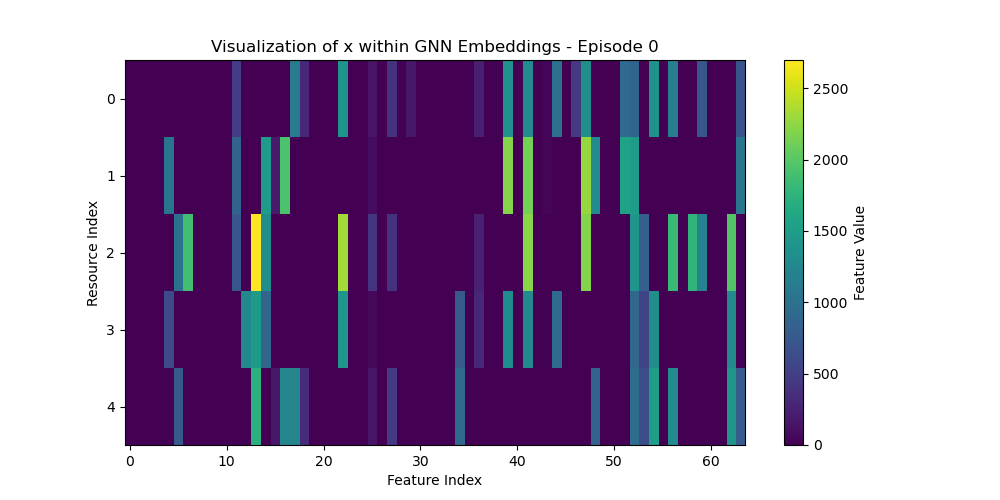 Visualization of x within GNN Embeddings - Episode 0
0
1
2
3
4
Resource Index
0 10 20 30 40 50 60
Feature Index
2500
2000
1500
1000
500
0
Feature Value